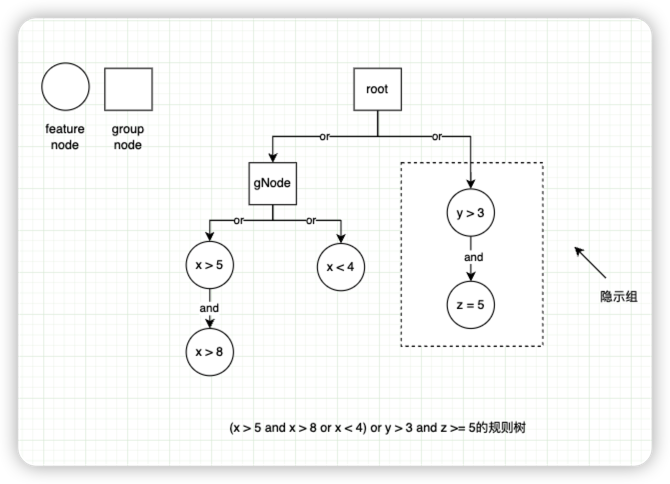 feature
node
group
node
root
or
or
gNode
or
or
x > 5
x < 4
and
x > 8
y > 3
and
z = 5
隐示组
(x > 5 and x > 8 or x < 4) or y > 3 and z >= 5的规则树